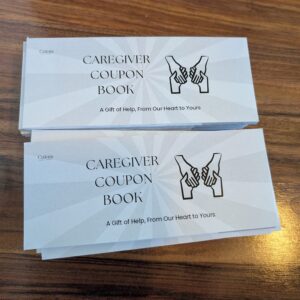 CAREGIVER
COUPON
BOOK
A Gift of Help, From Our Heart to Yours
CAREGIVER
COUPON
BOOK
A Gift of Help, From Our Heart to Yours